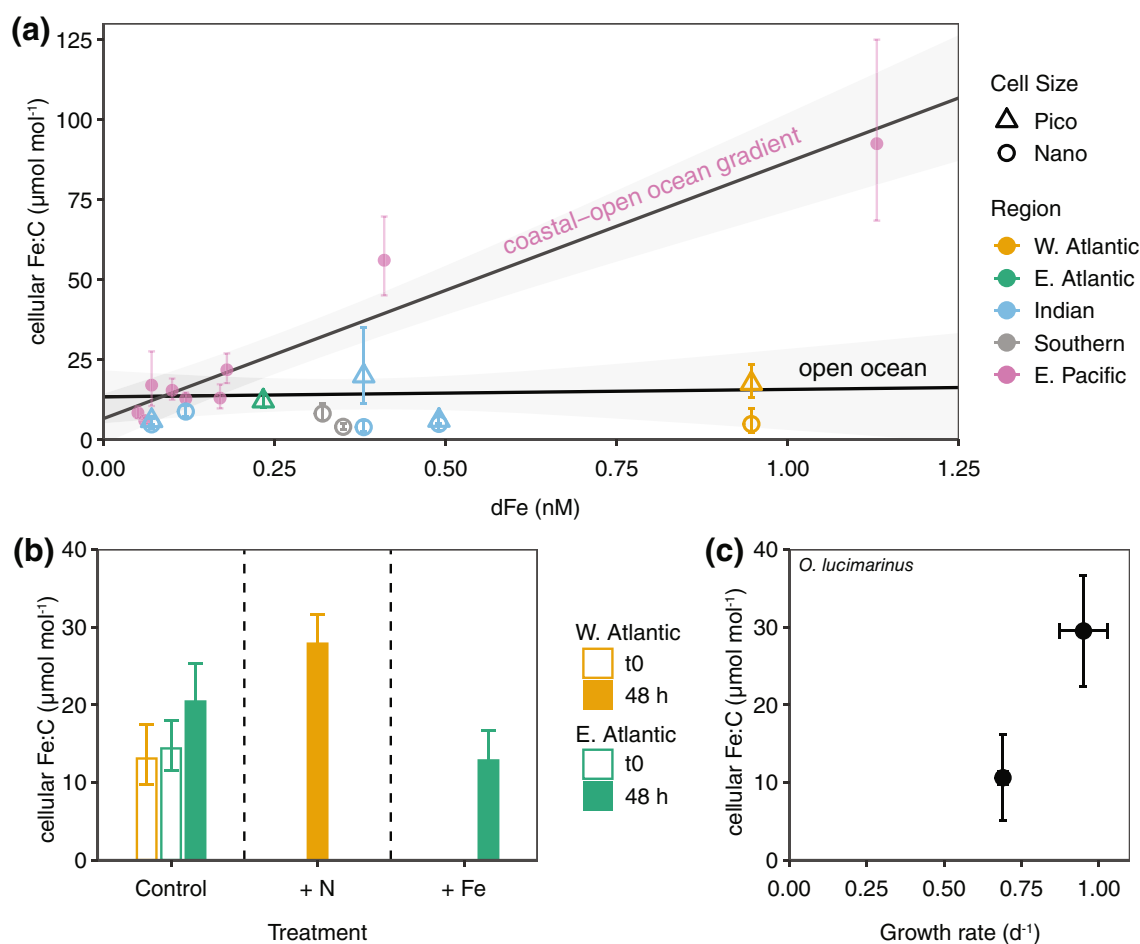 (a)
cellular Fe:C (µmol mol⁻¹)
125
100
75
50
25
0
coastal–open ocean gradient
open ocean
0.00 0.25 0.50 0.75 1.00 1.25
dFe (nM)
Cell Size
Pico
Nano
Region
W. Atlantic
E. Atlantic
Indian
Southern
E. Pacific
(b)
cellular Fe:C (µmol mol⁻¹)
40
30
20
10
0
Control + N + Fe
Treatment
W. Atlantic
t0
48 h
E. Atlantic
t0
48 h
(c)
cellular Fe:C (µmol mol⁻¹)
40
30
20
10
0
O. lucimarinus
0.00 0.25 0.50 0.75 1.00
Growth rate (d⁻¹)